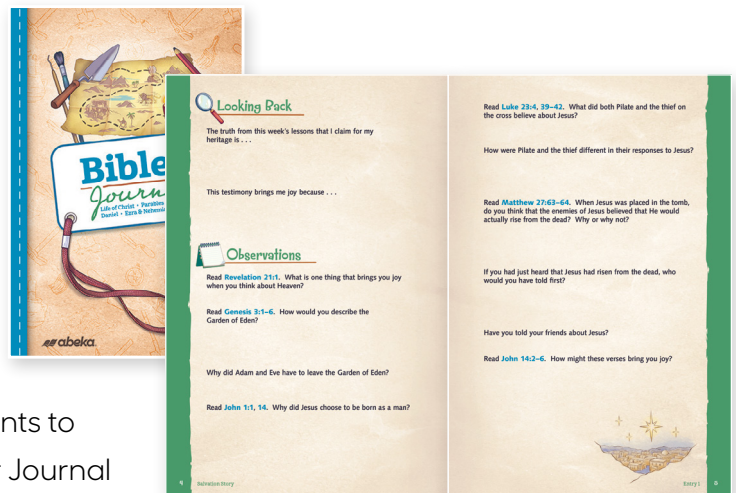 Bible
Journ
Life of Christ • Parables
Daniel • Ezra & Nehemi
abeka
Looking Back
The truth from this week's lessons that I claim for my
heritage is . . .
This testimony brings me joy because . . .
Observations
Read Revelation 21:1. What is one thing that brings you joy
when you think about Heaven?
Read Genesis 3:1–6. How would you describe the
Garden of Eden?
Why did Adam and Eve have to leave the Garden of Eden?
Read John 1:1, 14. Why did Jesus choose to be born as a man?
4 Salvation Story
Read Luke 23:4, 39–42. What did both Pilate and the thief on
the cross believe about Jesus?
How were Pilate and the thief different in their responses to Jesus?
Read Matthew 27:63–64. When Jesus was placed in the tomb,
do you think that the enemies of Jesus believed that He would
actually rise from the dead? Why or why not?
If you had just heard that Jesus had risen from the dead, who
would you have told first?
Have you told your friends about Jesus?
Read John 14:2–6. How might these verses bring you joy?
Entry 1
nts to
Journal